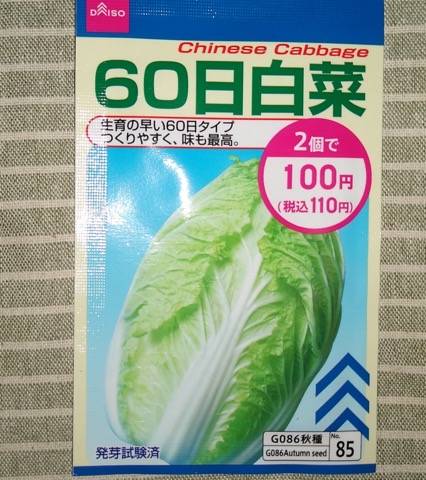 DAISO
Chinese Cabbage
60日白菜
生育の早い60日タイプ
つくりやすく、味も最高。
2個で
100円
(税込110円)
発芽試験済
G086秋種
G086Autumn seed
No.
85